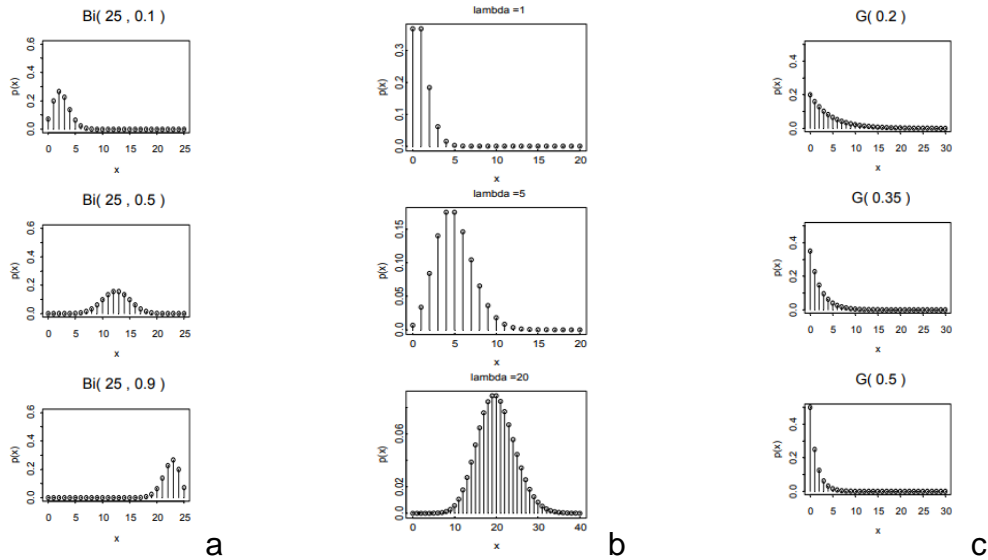 Bi( 25 , 0.1 )
0.0 0.2 0.4 0.6
p(x)
0 5 10 15 20 25
x
Bi( 25 , 0.5 )
0.0 0.2 0.4 0.6
p(x)
0 5 10 15 20 25
x
Bi( 25 , 0.9 )
0.0 0.2 0.4 0.6
p(x)
0 5 10 15 20 25
x
a
lambda =1
0.0 0.1 0.2 0.3
p(x)
0 5 10 15 20
x
lambda =5
0.0 0.05 0.10 0.15
p(x)
0 5 10 15 20
x
lambda =20
0.0 0.02 0.06
p(x)
0 10 20 30 40
x
b
G( 0.2 )
0.0 0.2 0.4
p(x)
0 5 10 15 20 25 30
x
G( 0.35 )
0.0 0.2 0.4
p(x)
0 5 10 15 20 25 30
x
G( 0.5 )
0.0 0.2 0.4
p(x)
0 5 10 15 20 25 30
x
c